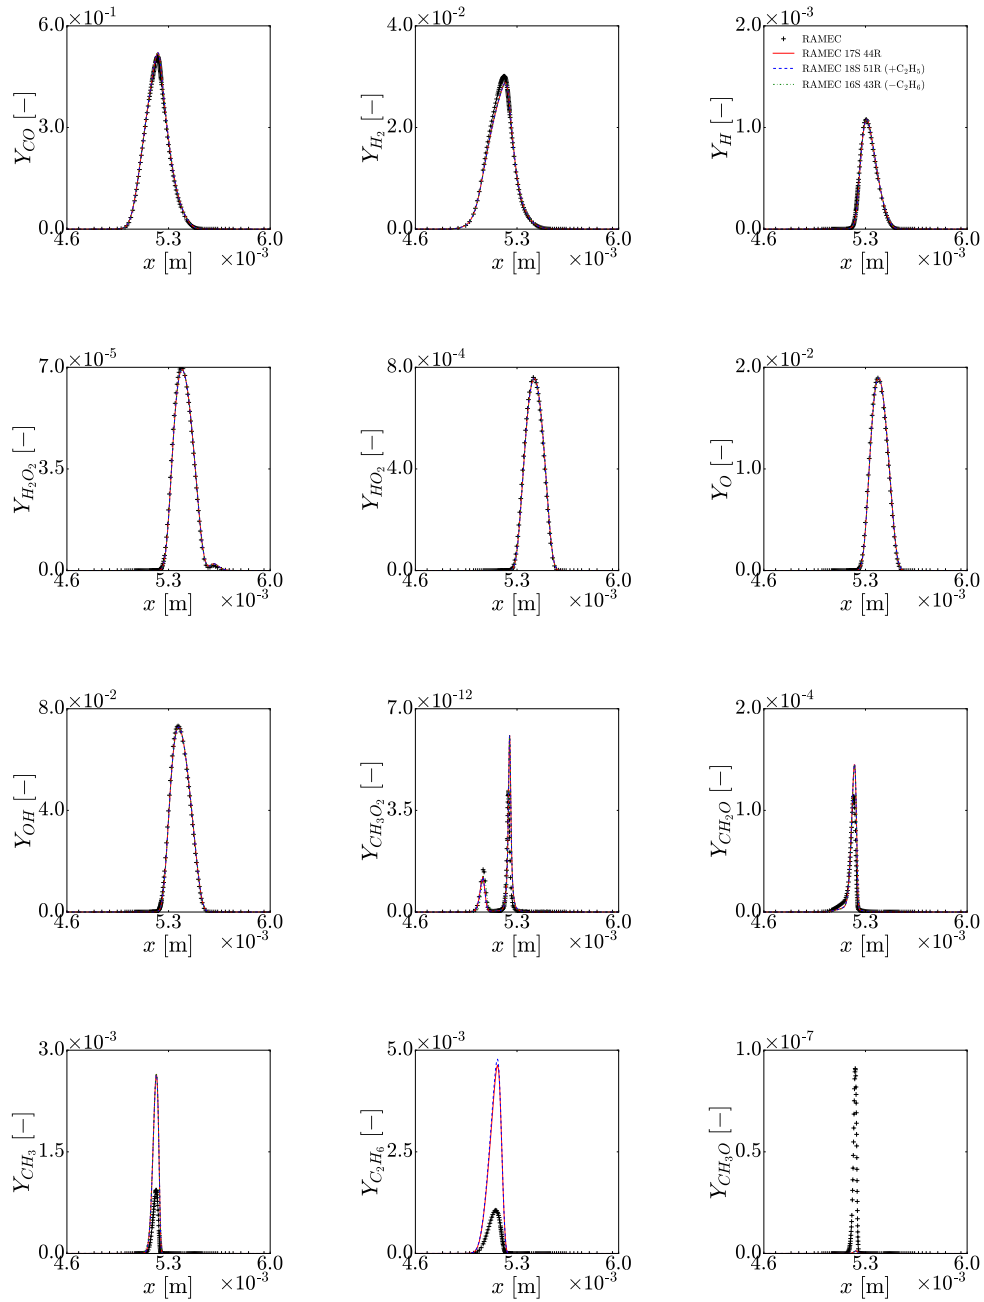 6.0 ×10-1
3.0
0.0
4.6 5.3 6.0
x [m] ×10-3
Y_CO [−]
4.0 ×10-2
2.0
0.0
4.6 5.3 6.0
x [m] ×10-3
Y_H2 [−]
2.0 ×10-3
1.0
0.0
4.6 5.3 6.0
x [m] ×10-3
Y_H [−]
RAMEC
RAMEC 17S 44R
RAMEC 18S 51R (+C2H5)
RAMEC 16S 43R (−C2H6)
7.0 ×10-5
3.5
0.0
4.6 5.3 6.0
x [m] ×10-3
Y_H2O2 [−]
8.0 ×10-4
4.0
0.0
4.6 5.3 6.0
x [m] ×10-3
Y_HO2 [−]
2.0 ×10-2
1.0
0.0
4.6 5.3 6.0
x [m] ×10-3
Y_O [−]
8.0 ×10-2
4.0
0.0
4.6 5.3 6.0
x [m] ×10-3
Y_OH [−]
7.0 ×10-12
3.5
0.0
4.6 5.3 6.0
x [m] ×10-3
Y_CH3O2 [−]
2.0 ×10-4
1.0
0.0
4.6 5.3 6.0
x [m] ×10-3
Y_CH2O [−]
3.0 ×10-3
1.5
0.0
4.6 5.3 6.0
x [m] ×10-3
Y_CH3 [−]
5.0 ×10-3
2.5
0.0
4.6 5.3 6.0
x [m] ×10-3
Y_C2H6 [−]
1.0 ×10-7
0.5
0.0
4.6 5.3 6.0
x [m] ×10-3
Y_CH3O [−]